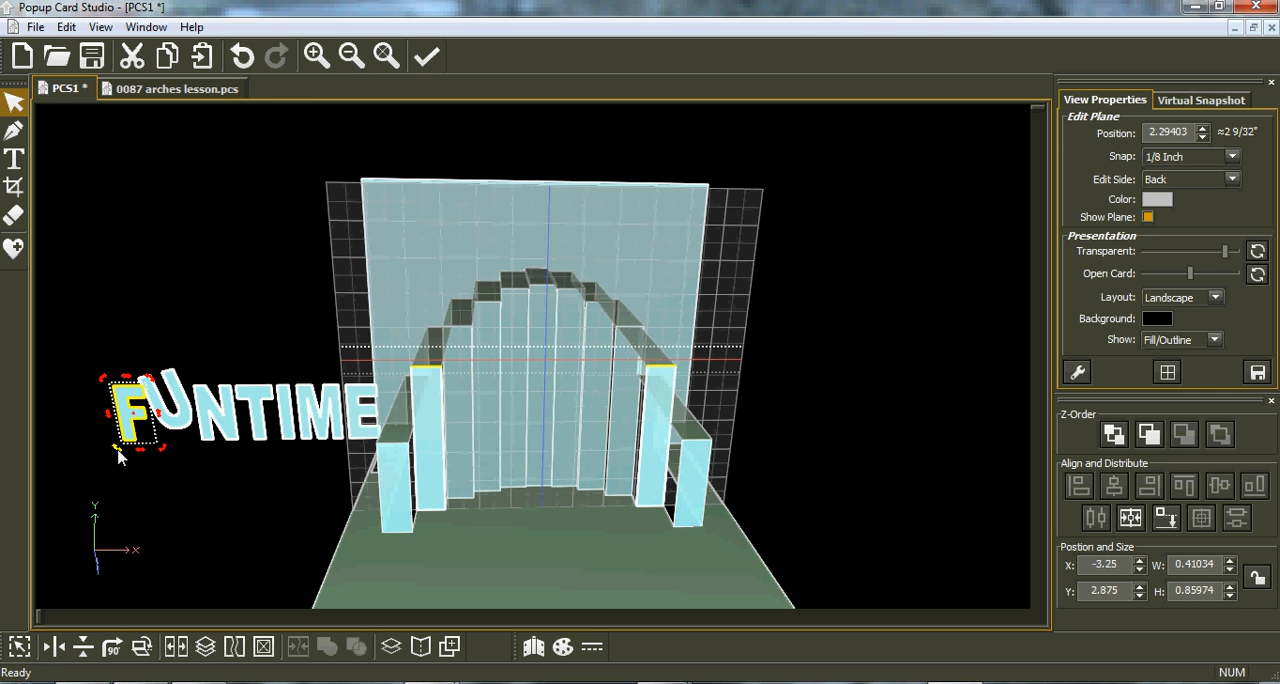 Popup Card Studio - [PCS1 *]
File Edit View Window Help
PCS1 * 0087 arches lesson.pcs
View Properties Virtual Snapshot
Edit Plane
Position: 2.29403 ≈2 9/32"
Snap: 1/8 Inch
Edit Side: Back
Color:
Show Plane:
Presentation
Transparent:
Open Card:
Layout: Landscape
Background:
Show: Fill/Outline
FUNTIME
Y
X
Z-Order
Align and Distribute
Postion and Size
X: -3.25 W: 0.41034
Y: 2.875 H: 0.85974
90°
Ready NUM